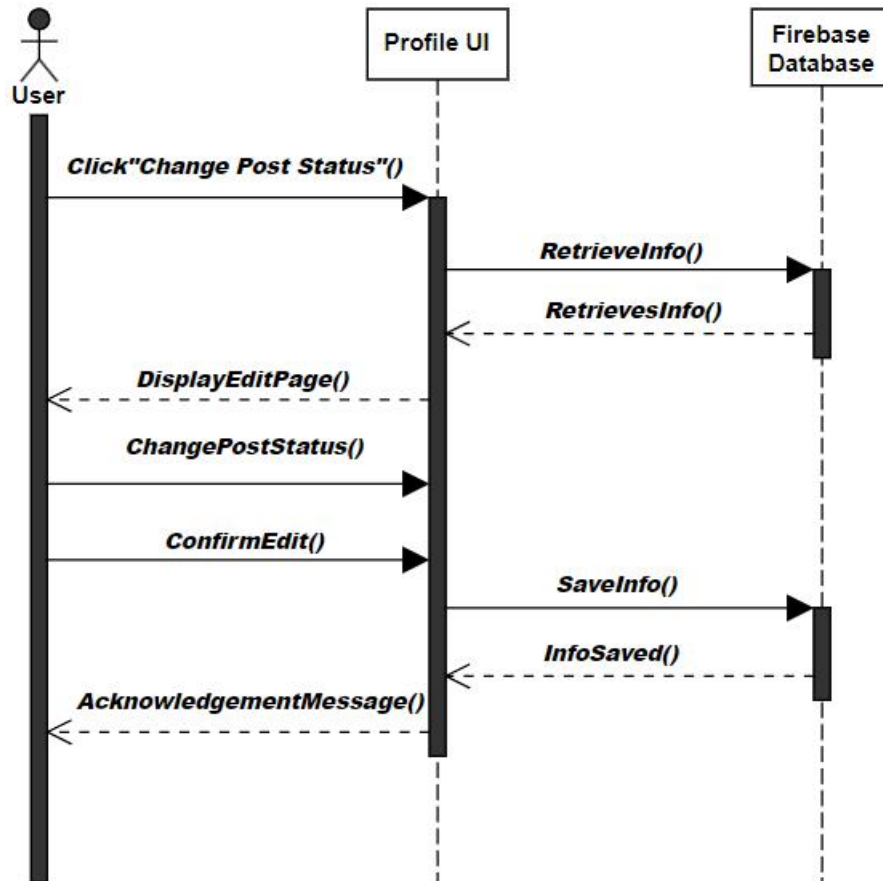 User
Profile UI
Firebase
Database
Click"Change Post Status"()
RetrieveInfo()
RetrievesInfo()
DisplayEditPage()
ChangePostStatus()
ConfirmEdit()
SaveInfo()
InfoSaved()
AcknowledgementMessage()